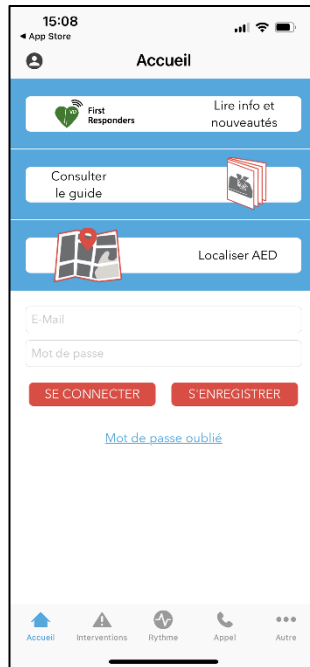 15:08
◀ App Store
Accueil
VD
First
Responders
Lire info et
nouveautés
Consulter
le guide
Localiser AED
E-Mail
Mot de passe
SE CONNECTER
S'ENREGISTRER
Mot de passe oublié
Accueil
Interventions
Rythme
Appel
Autre